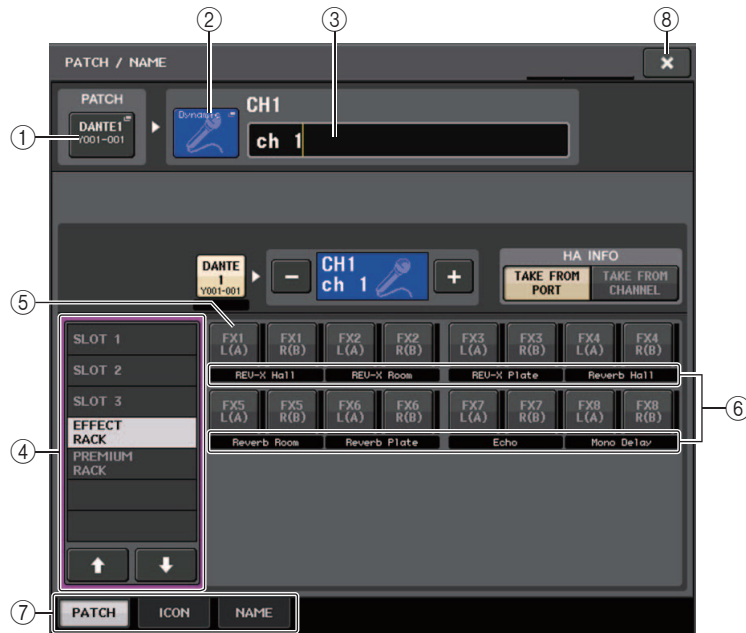 ② ③ ⑧
PATCH / NAME
PATCH
CH1
①
DANTE1
Y001-001
Dynamic
ch 1
DANTE
1
Y001-001
CH1
ch 1
HA INFO
TAKE FROM
PORT
TAKE FROM
CHANNEL
⑤
④
SLOT 1
SLOT 2
SLOT 3
EFFECT
RACK
PREMIUM
RACK
FX1
L(A)
FX1
R(B)
FX2
L(A)
FX2
R(B)
FX3
L(A)
FX3
R(B)
FX4
L(A)
FX4
R(B)
REV-X Hall REV-X Room REV-X Plate Reverb Hall
⑥
FX5
L(A)
FX5
R(B)
FX6
L(A)
FX6
R(B)
FX7
L(A)
FX7
R(B)
FX8
L(A)
FX8
R(B)
Reverb Room Reverb Plate Echo Mono Delay
⑦
PATCH ICON NAME